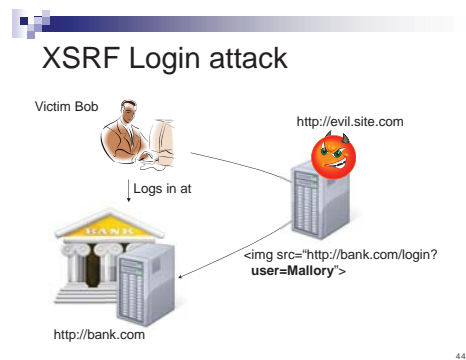 XSRF Login attack
Victim Bob
http://evil.site.com
Logs in at
BANK
<img src=“http://bank.com/login?
user=Mallory”>
http://bank.com
44